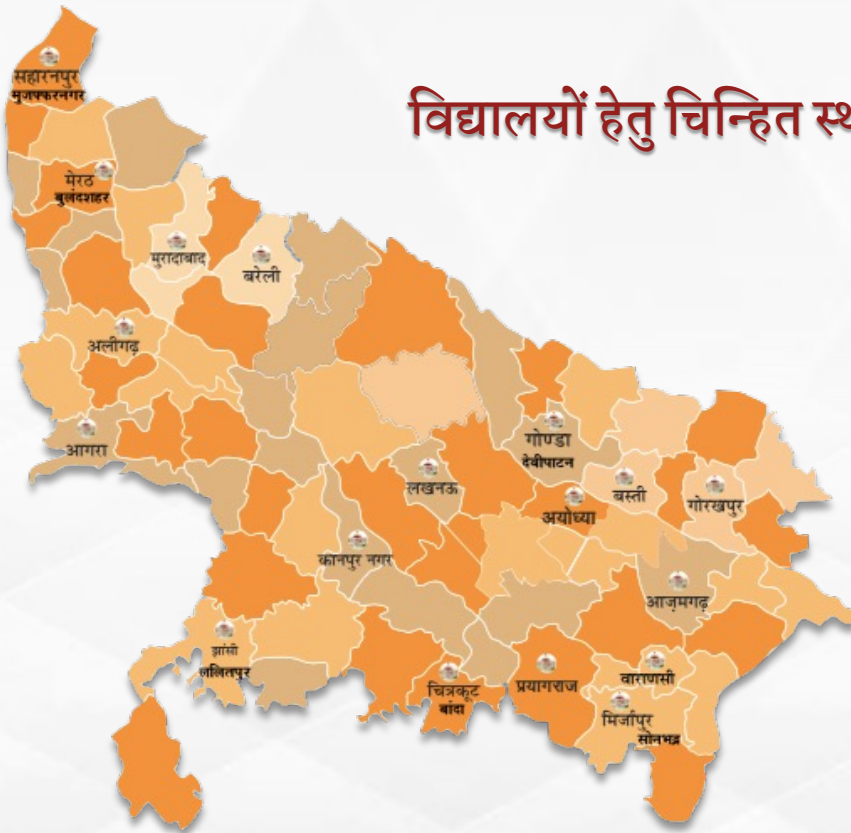 विद्यालयों हेतु चिन्हित
सहारनपुर
मुजफ्करनगर
मेरठ
बुलंदशहर
मुरादाबाद
बरेली
अलीगढ़
आगरा
गोण्डा
देवीपाटन
लखनऊ
बस्ती
गोरखपुर
अयोध्या
कानपुर नगर
आज़मगढ़
झांसी
ललितपुर
चित्रकूट
बांदा
प्रयागराज
वाराणसी
मिर्जापुर
सोनभद्र